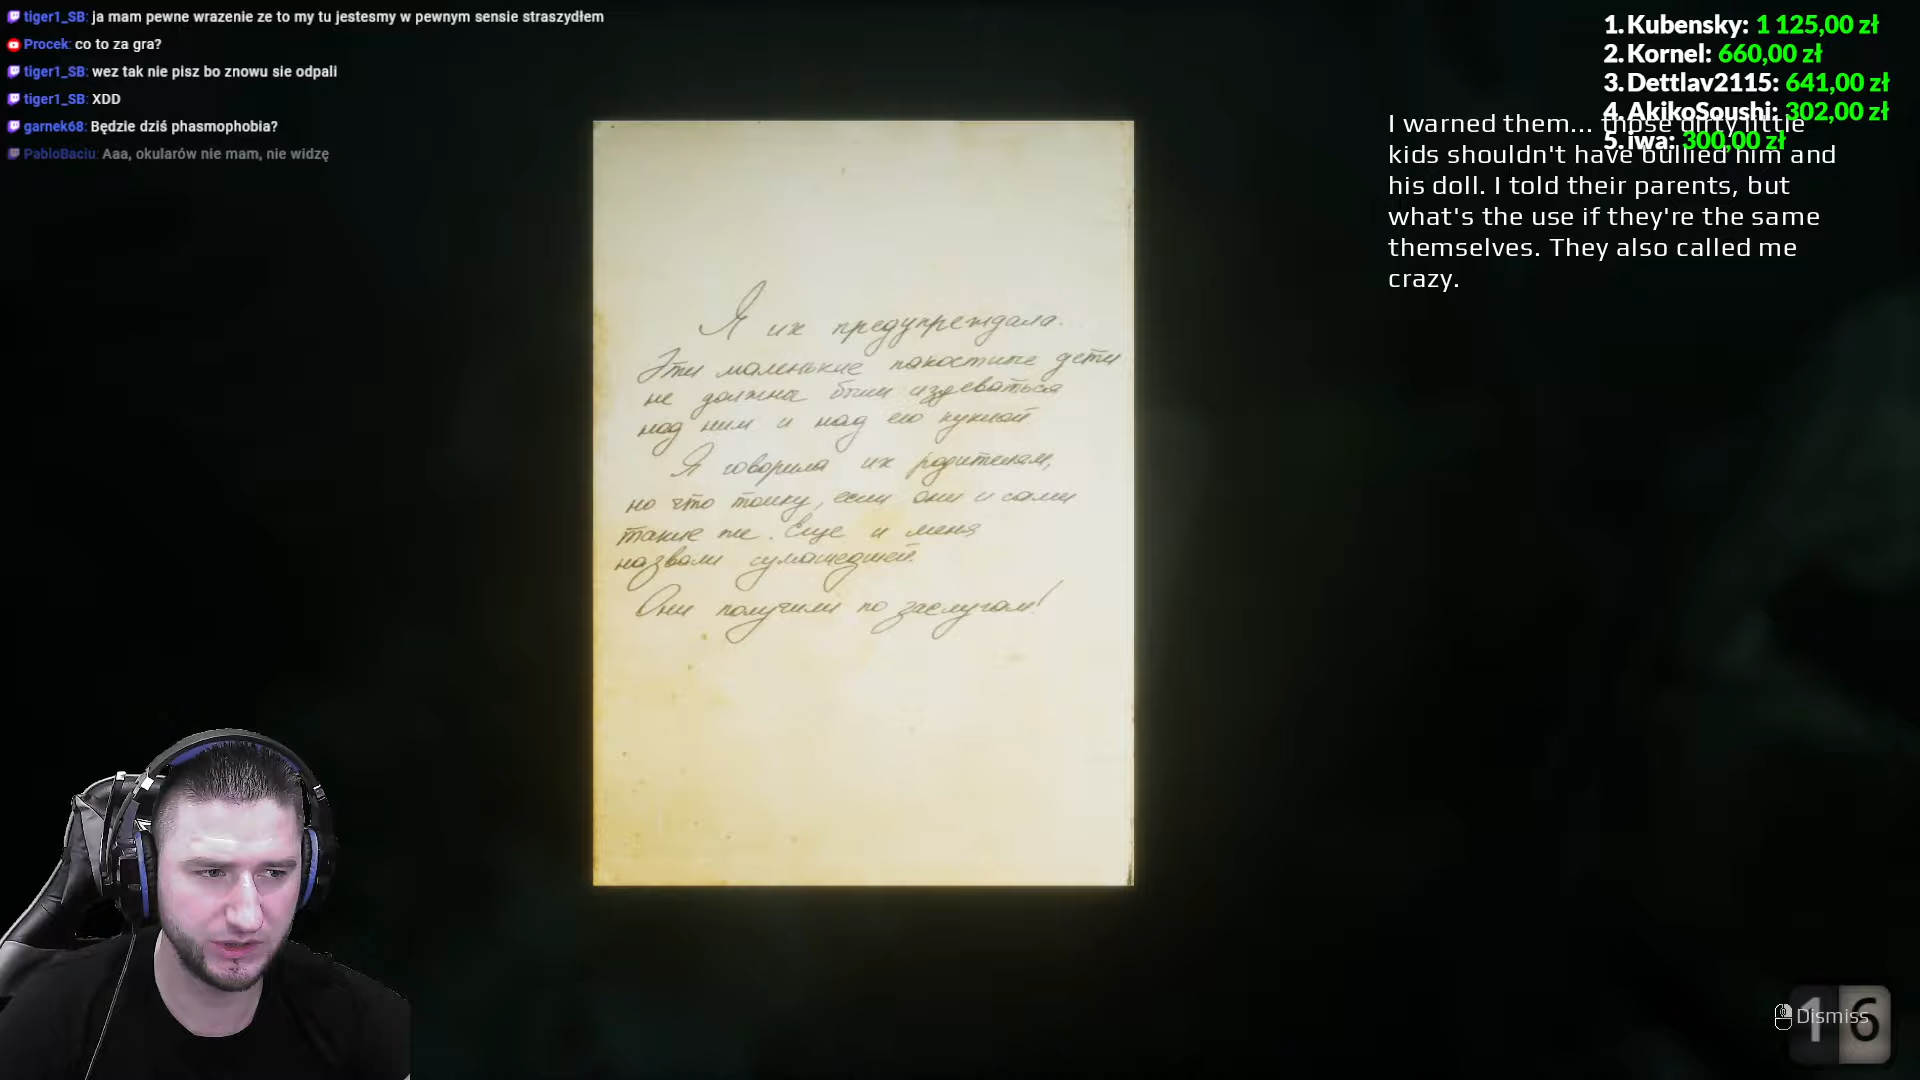 tiger1_SB: ja mam pewne wrazenie ze to my tu jestesmy w pewnym sensie straszydłem
Procek: co to za gra?
tiger1_SB: wez tak nie pisz bo znowu sie odpali
tiger1_SB: XDD
garnek68: Będzie dziś phasmophobia?
PabloBaciu: Aaa, okularów nie mam, nie widzę
1. Kubensky: 1 125,00 zł
2. Kornel: 660,00 zł
3. Dettlav2115: 641,00 zł
4. AkikoSoushi: 302,00 zł
5. iwa: 300,00 zł
I warned them... those dirty little
kids shouldn't have bullied him and
his doll. I told their parents, but
what's the use if they're the same
themselves. They also called me
crazy.
Я их предупреждала.
Эти маленькие пакостные дети
не должны были издеваться
над ним и над его куклой
Я говорила их родителям,
но что толку, если они и сами
такие же. Еще и меня
назвали сумашедшей.
Они получили по заслугам!
Dismiss
16